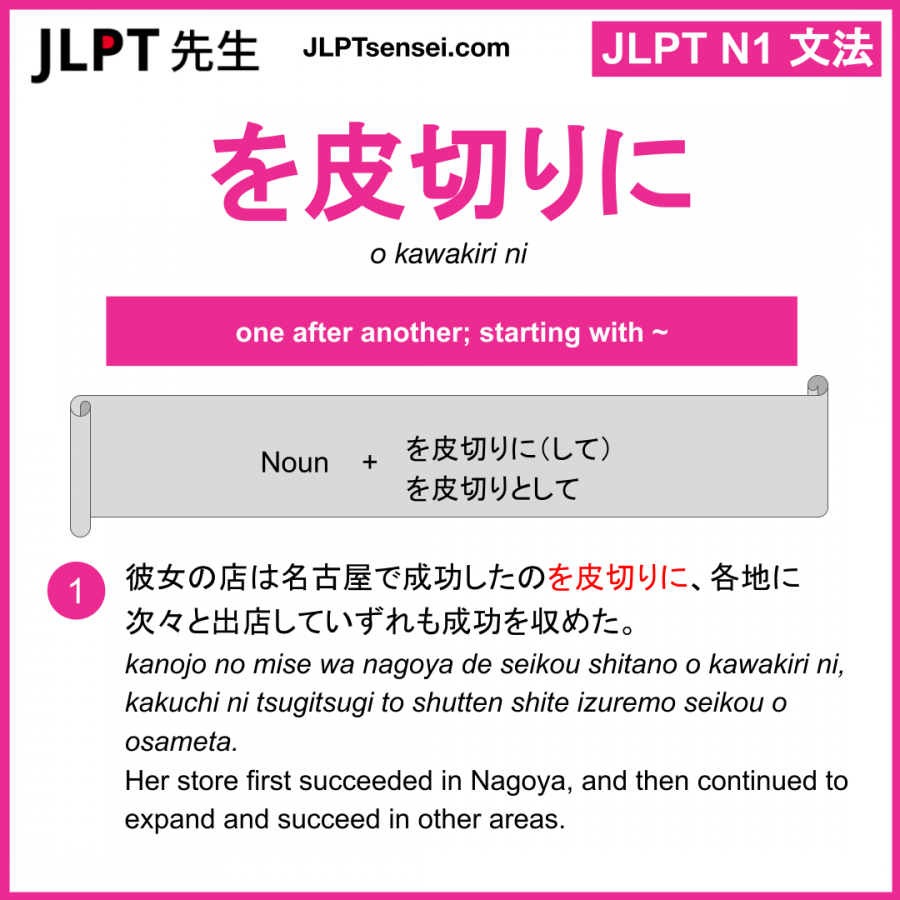 JLPT 先生
JLPTsensei.com
JLPT N1 文法
を皮切りに
o kawakiri ni
one after another; starting with ~
Noun + を皮切りに（して）
を皮切りとして
1
彼女の店は名古屋で成功したのを皮切りに、各地に
次々と出店していずれも成功を収めた。
kanojo no mise wa nagoya de seikou shitano o kawakiri ni,
kakuchi ni tsugitsugi to shutten shite izuremo seikou o
osameta.
Her store first succeeded in Nagoya, and then continued to
expand and succeed in other areas.